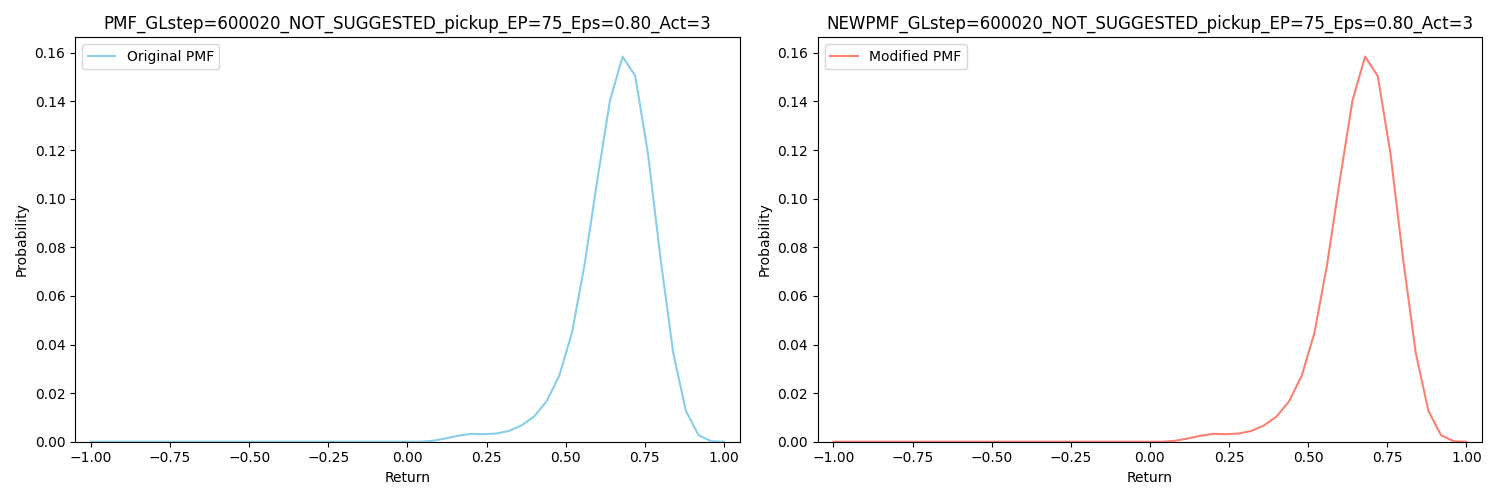 PMF_GLstep=600020_NOT_SUGGESTED_pickup_EP=75_Eps=0.80_Act=3
Original PMF
0.16
0.14
0.12
0.10
0.08
0.06
0.04
0.02
0.00
Probability
−1.00 −0.75 −0.50 −0.25 0.00 0.25 0.50 0.75 1.00
Return
NEWPMF_GLstep=600020_NOT_SUGGESTED_pickup_EP=75_Eps=0.80_Act=3
Modified PMF
0.16
0.14
0.12
0.10
0.08
0.06
0.04
0.02
0.00
Probability
−1.00 −0.75 −0.50 −0.25 0.00 0.25 0.50 0.75 1.00
Return